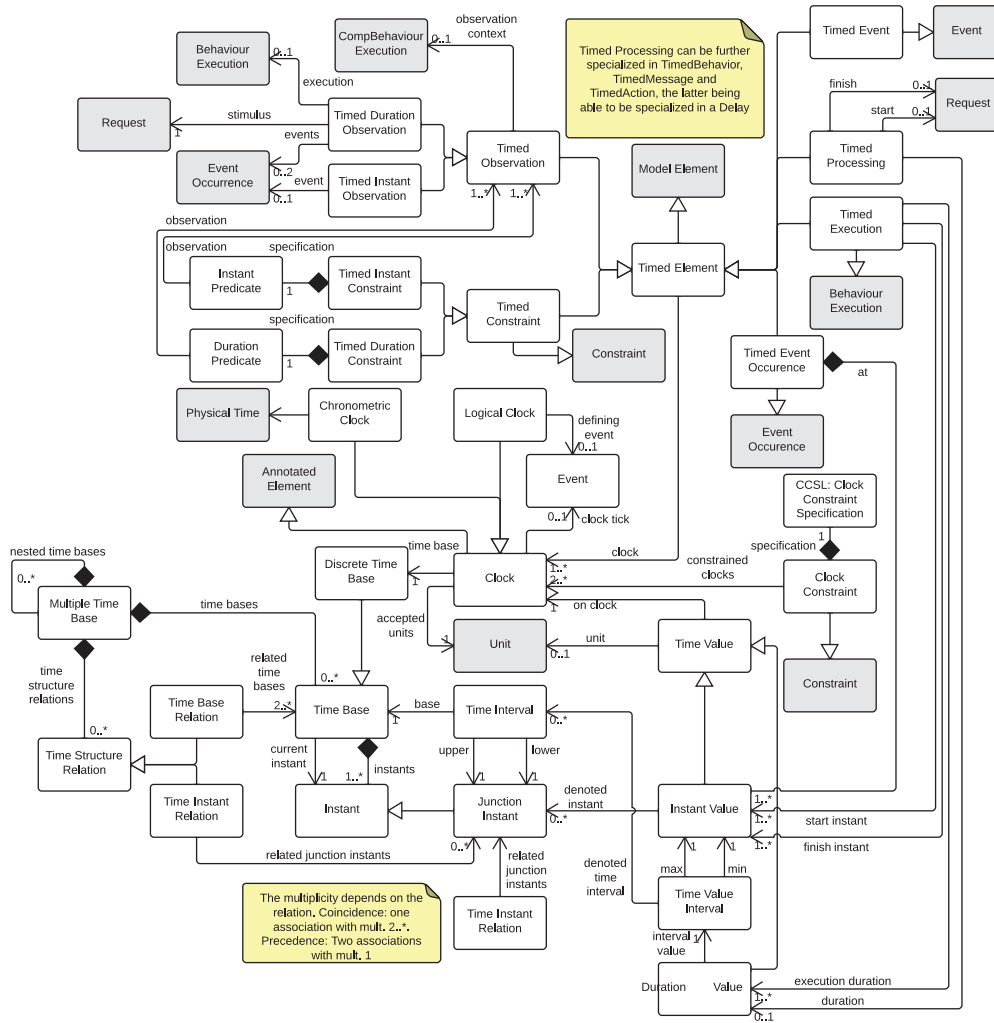 observation
context
Behaviour
Execution
0..1
CompBehaviour
Execution
0..1
Timed Processing can be further
specialized in TimedBehavior,
TimedMessage and
TimedAction, the latter being
able to be specialized in a Delay
Timed Event
Event
execution
finish
0..1
Request
start
0..1
Request
1
stimulus
Timed Duration
Observation
events
Timed
Observation
1..*
1..*
Timed
Processing
Event
Occurrence
0..2
event
0..1
Timed Instant
Observation
Model Element
observation
Timed
Execution
observation
specification
Instant
Predicate
1
Timed Instant
Constraint
Timed Element
Behaviour
Execution
specification
Timed
Constraint
Duration
Predicate
1
Timed Duration
Constraint
Constraint
Timed Event
Occurence
at
Physical Time
Chronometric
Clock
Logical Clock
defining
event
0..1
Event
Occurence
Annotated
Element
Event
0..1
clock tick
CCSL: Clock
Constraint
Specification
1
specification
nested time bases
0..*
Multiple Time
Base
time base
Discrete Time
Base
1
Clock
clock
1..*
2..*
constrained
clocks
Clock
Constraint
on clock
1
time bases
accepted
units
1
Unit
unit
0..1
Time Value
time
structure
relations
related
time
bases
0..*
Constraint
Time Base
Relation
2..*
Time Base
base
1
Time Interval
0..*
0..*
Time Structure
Relation
current
instant
1
instants
1..*
upper
1
lower
1
Time Instant
Relation
Instant
Junction
Instant
denoted
instant
0..*
Instant Value
1..*
1..*
start instant
1..*
finish instant
related junction instants
0..*
related
junction
instants
denoted
time
interval
1
1
max
min
The multiplicity depends on the
relation. Coincidence: one
association with mult. 2..*.
Precedence: Two associations
with mult. 1
Time Instant
Relation
Time Value
Interval
interval
value
1
Duration Value
execution duration
1..*
duration
0..1